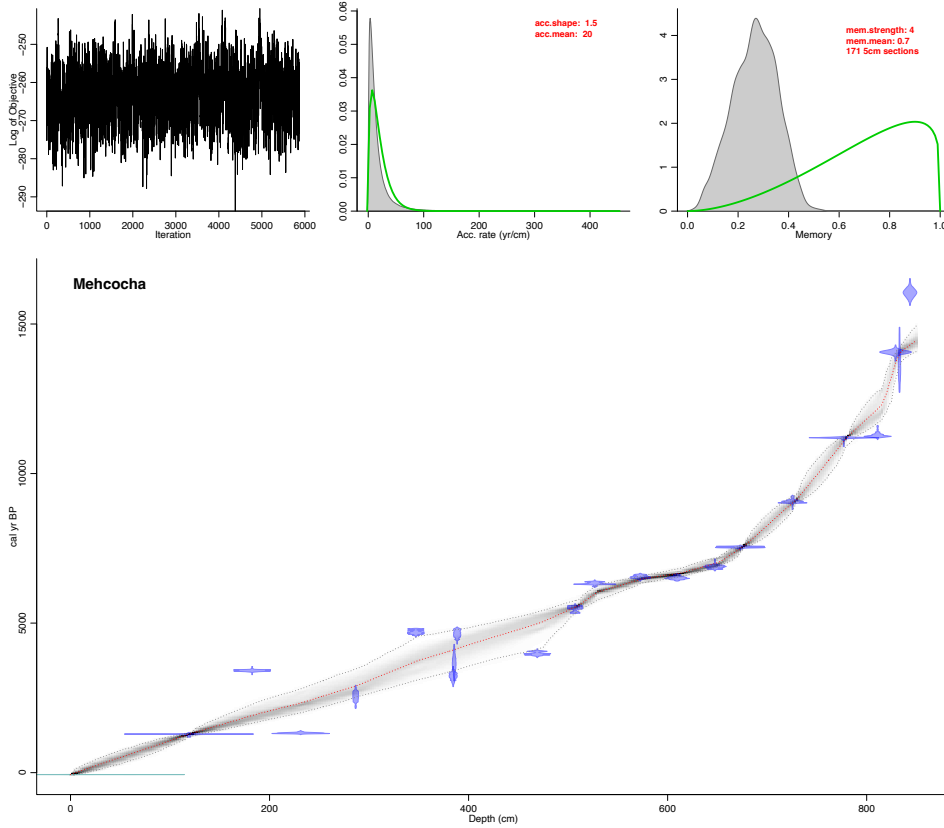 -290 -280 -270 -260 -250
Log of Objective
0 1000 2000 3000 4000 5000 6000
Iteration
0.00 0.01 0.02 0.03 0.04 0.05 0.06
acc.shape: 1.5
acc.mean: 20
0 100 200 300 400
Acc. rate (yr/cm)
0 1 2 3 4
mem.strength: 4
mem.mean: 0.7
171 5cm sections
0.0 0.2 0.4 0.6 0.8 1.0
Memory
Mehcocha
0 5000 10000 15000
cal yr BP
0 200 400 600 800
Depth (cm)